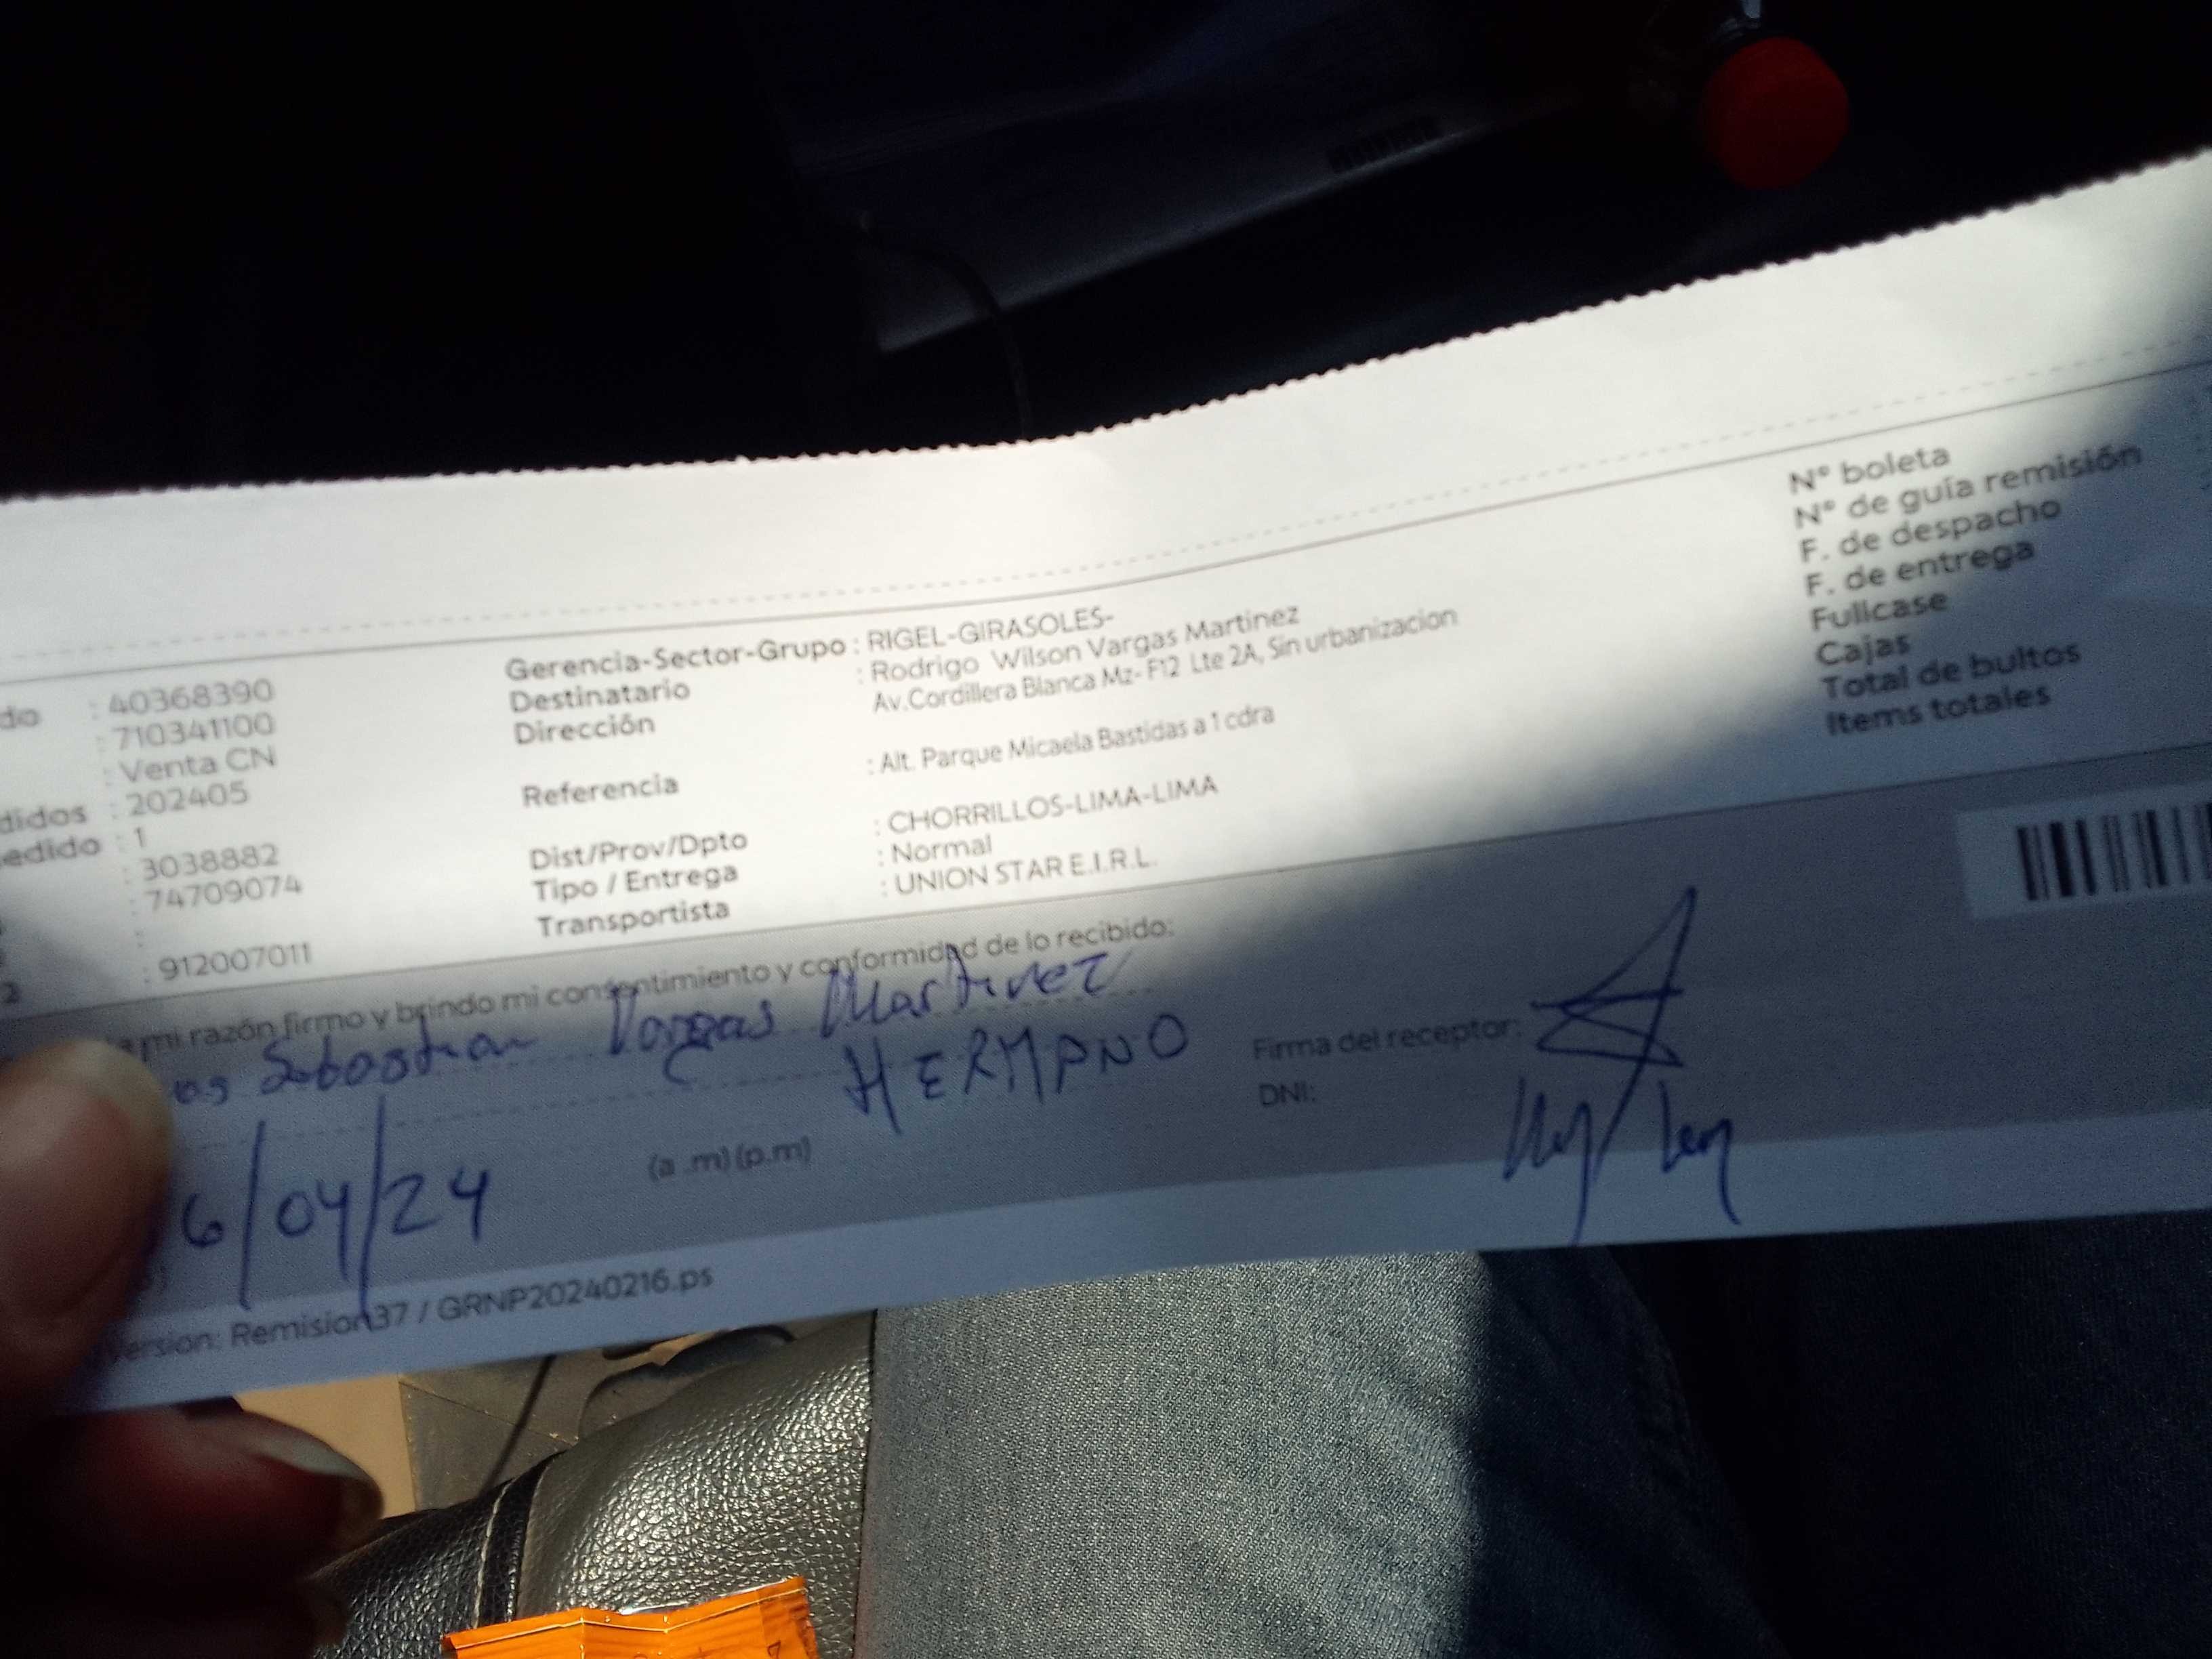 do : 40368390
: 710341100
: Venta CN
didos : 202405
edido : 1
: 3038882
: 74709074
:
2 : 912007011
Gerencia-Sector-Grupo : RIGEL-GIRASOLES-
Destinatario : Rodrigo Wilson Vargas Martinez
Dirección Av.Cordillera Blanca Mz- F12 Lte 2A, Sin urbanizacion
Referencia : Alt. Parque Micaela Bastidas a 1 cdra
Dist/Prov/Dpto : CHORRILLOS-LIMA-LIMA
Tipo / Entrega : Normal
Transportista : UNION STAR E.I.R.L.
N° boleta
N° de guía remisión
F. de despacho
F. de entrega
Fullcase
Cajas
Total de bultos
Items totales
mi razón firmo y brindo mi consentimiento y conformidad de lo recibido:
Sebastian Vargas Martinez
HERMANO
Firma del receptor:
DNI:
6/04/24
(a .m) (p.m)
Version: Remision37 / GRNP20240216.ps